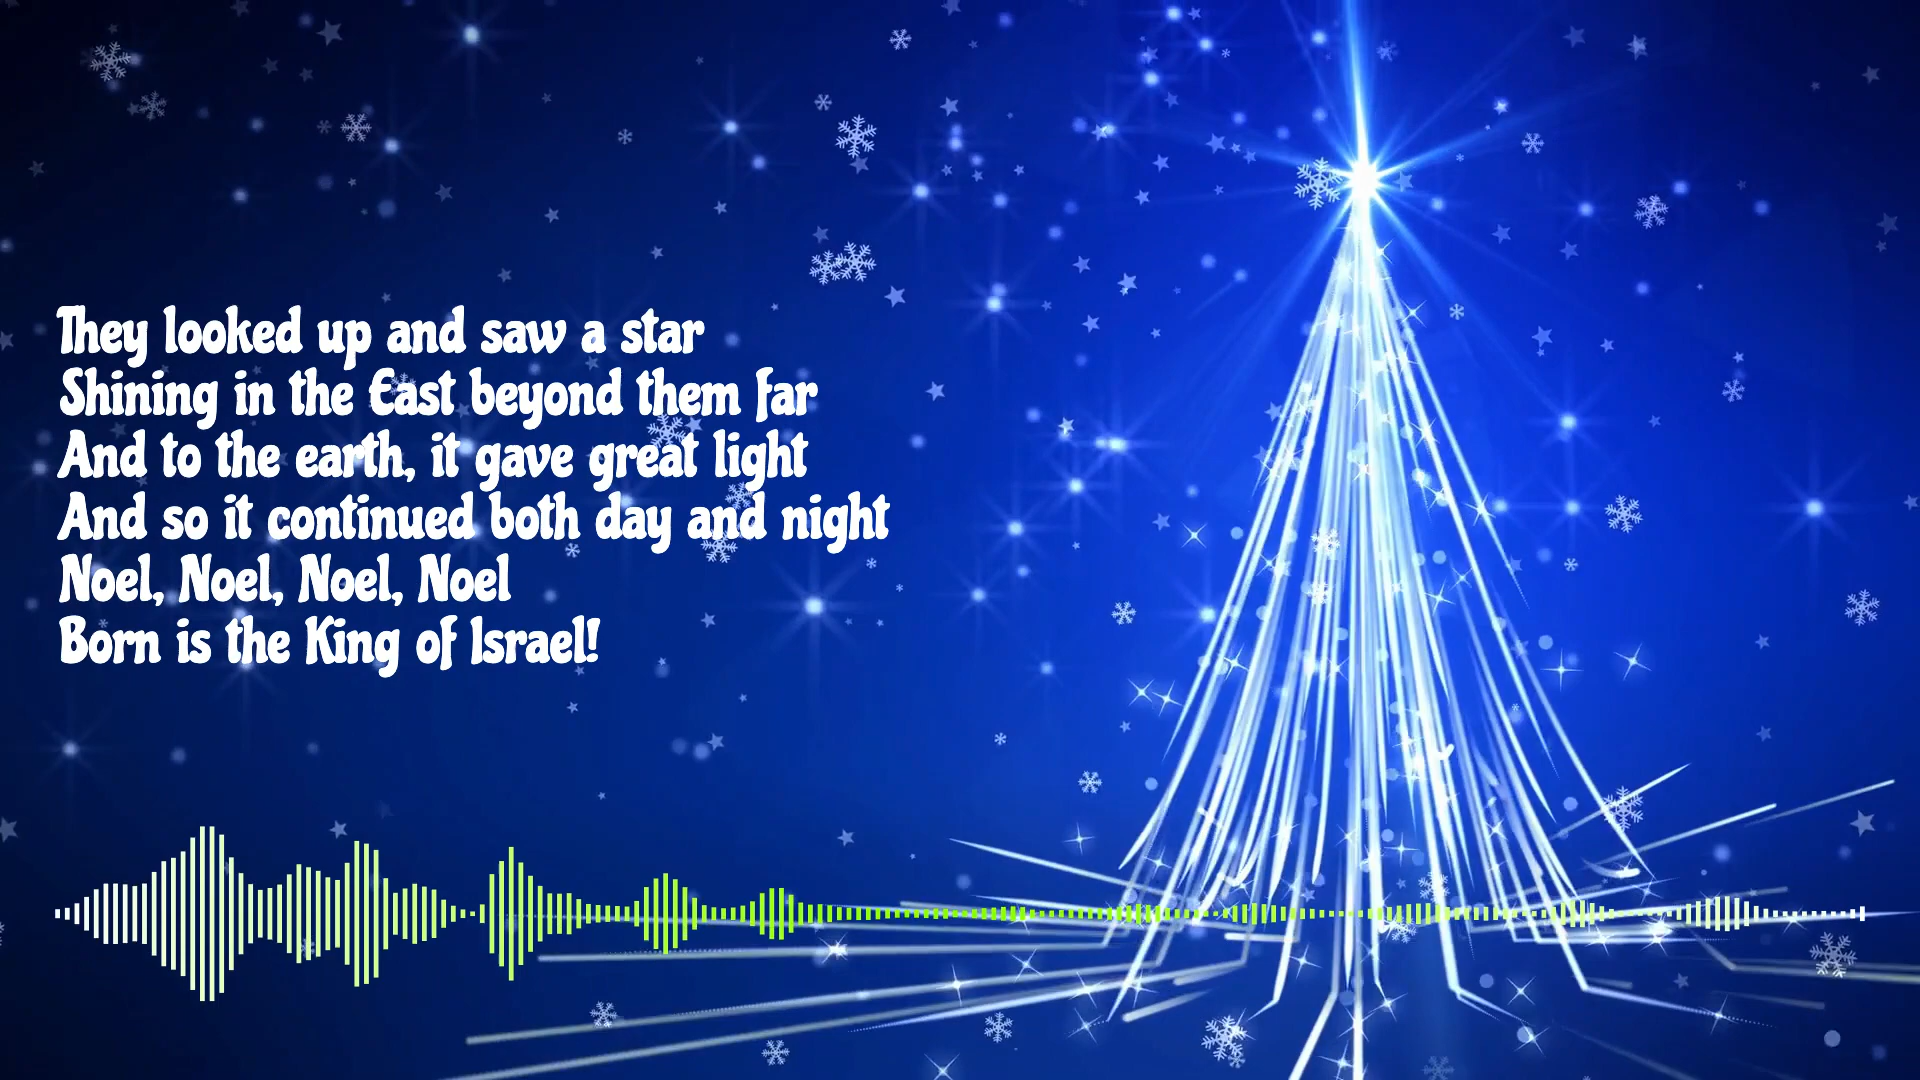 They looked up and saw a star
Shining in the East beyond them far
And to the earth, it gave great light
And so it continued both day and night
Noel, Noel, Noel, Noel
Born is the King of Israel!